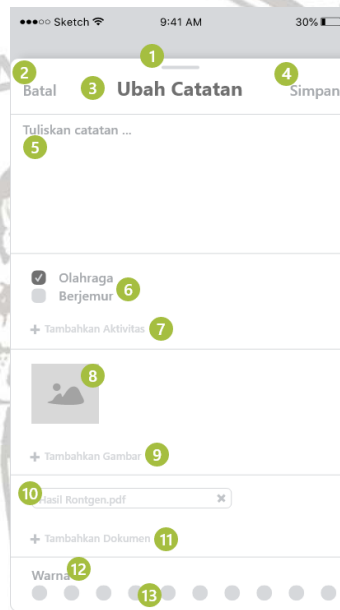 Sketch 9:41 AM 30%
1
2 Batal 3 Ubah Catatan 4 Simpan
Tuliskan catatan ...
5
Olahraga
Berjemur 6
+ Tambahkan Aktivitas 7
8
+ Tambahkan Gambar 9
10 Hasil Rontgen.pdf ×
+ Tambahkan Dokumen 11
Warna 12
13